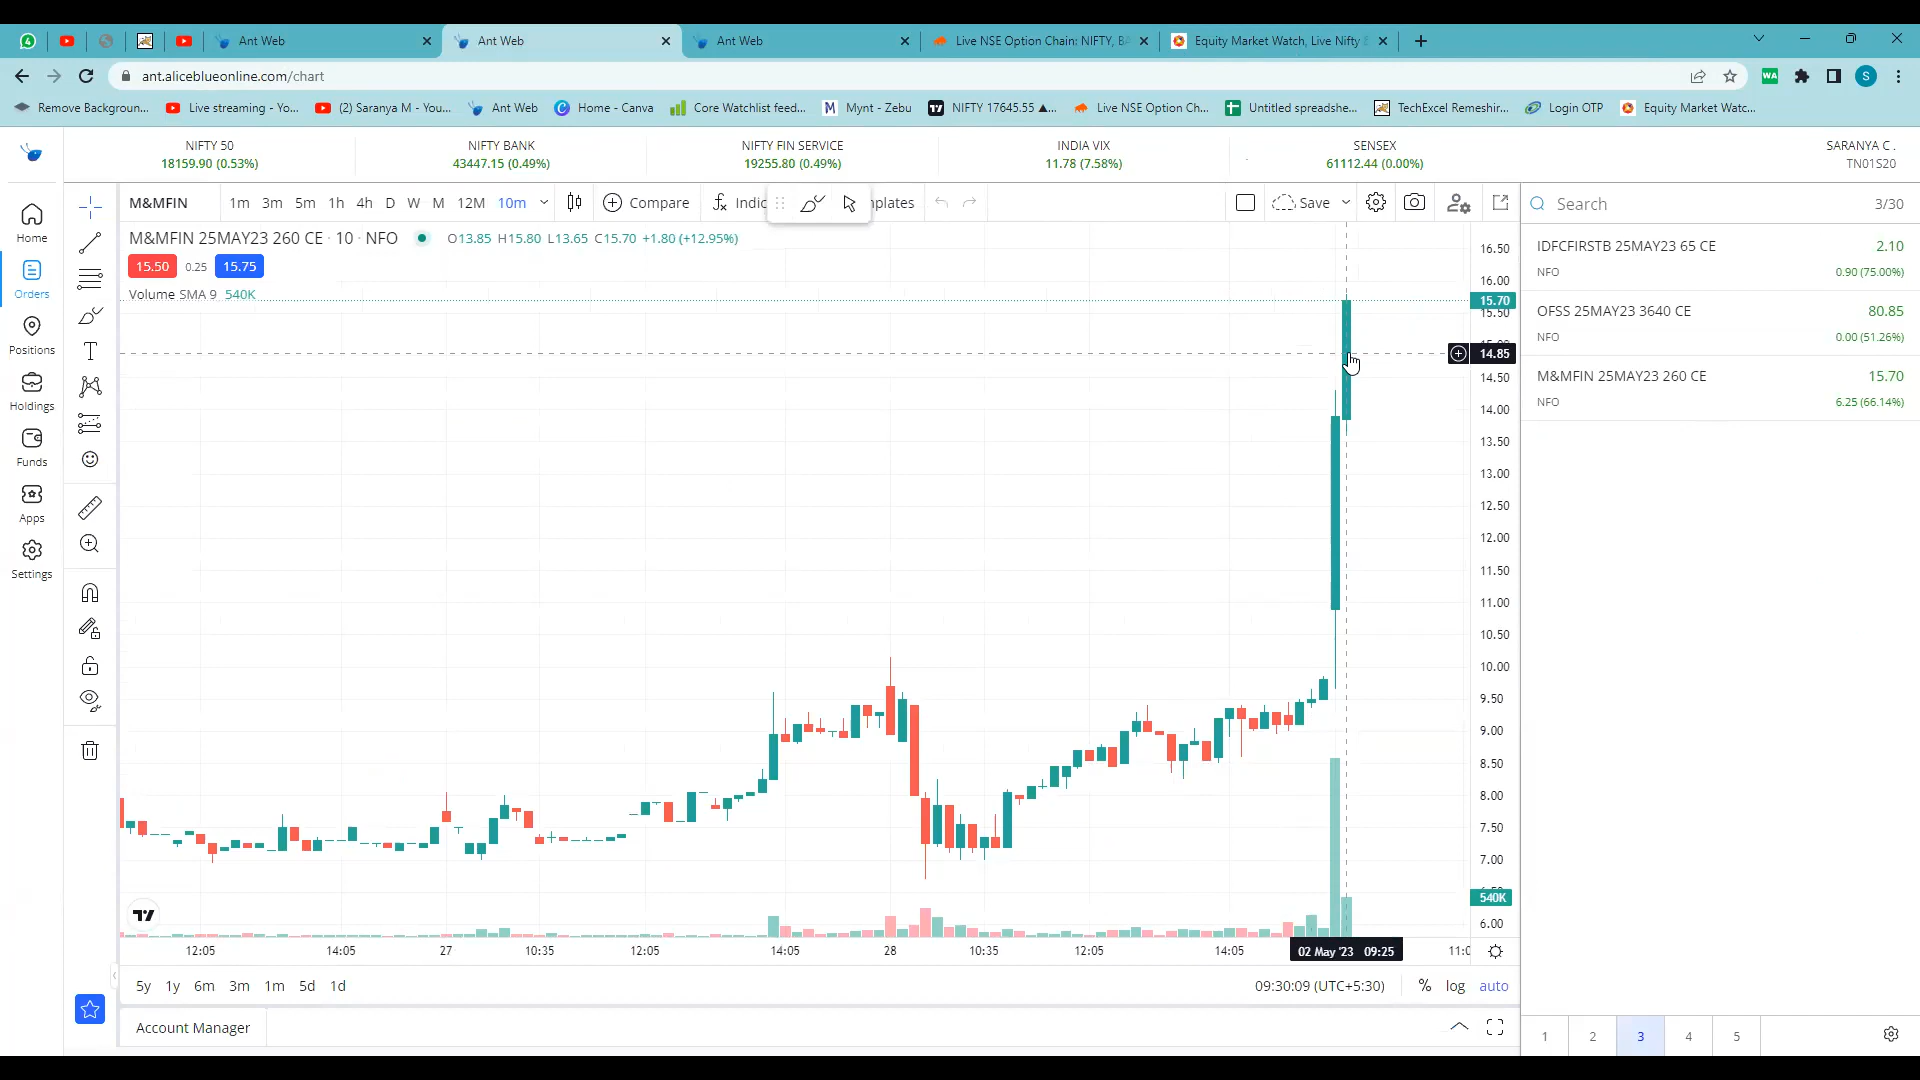 4 Ant Web Ant Web Ant Web Live NSE Option Chain: NIFTY, BA Equity Market Watch, Live Nifty
ant.aliceblueonline.com/chart WA S
Remove Backgroun... Live streaming - Yo... (2) Saranya M - You... Ant Web Home - Canva Core Watchlist feed... Mynt - Zebu NIFTY 17645.55 ▲... Live NSE Option Ch... Untitled spreadshe... TechExcel Remeshir... Login OTP Equity Market Watc...
NIFTY 50 NIFTY BANK NIFTY FIN SERVICE INDIA VIX SENSEX SARANYA C .
18159.90 (0.53%) 43447.15 (0.49%) 19255.80 (0.49%) 11.78 (7.58%) 61112.44 (0.00%) TN01S20
M&MFIN 1m 3m 5m 1h 4h D W M 12M 10m Compare Indic plates Save
Search 3/30
M&MFIN 25MAY23 260 CE · 10 · NFO O13.85 H15.80 L13.65 C15.70 +1.80 (+12.95%)
15.50 0.25 15.75
Volume SMA 9 540K
Home
Orders
Positions
Holdings
Funds
Apps
Settings
IDFCFIRSTB 25MAY23 65 CE 2.10
NFO 0.90 (75.00%)
OFSS 25MAY23 3640 CE 80.85
NFO 0.00 (51.26%)
M&MFIN 25MAY23 260 CE 15.70
NFO 6.25 (66.14%)
16.50
16.00
15.70
15.50
14.85
14.50
14.00
13.50
13.00
12.50
12.00
11.50
11.00
10.50
10.00
9.50
9.00
8.50
8.00
7.50
7.00
540K
6.00
12:05 14:05 27 10:35 12:05 14:05 28 10:35 12:05 14:05 02 May '23 09:25
5y 1y 6m 3m 1m 5d 1d 09:30:09 (UTC+5:30) % log auto
Account Manager
1 2 3 4 5